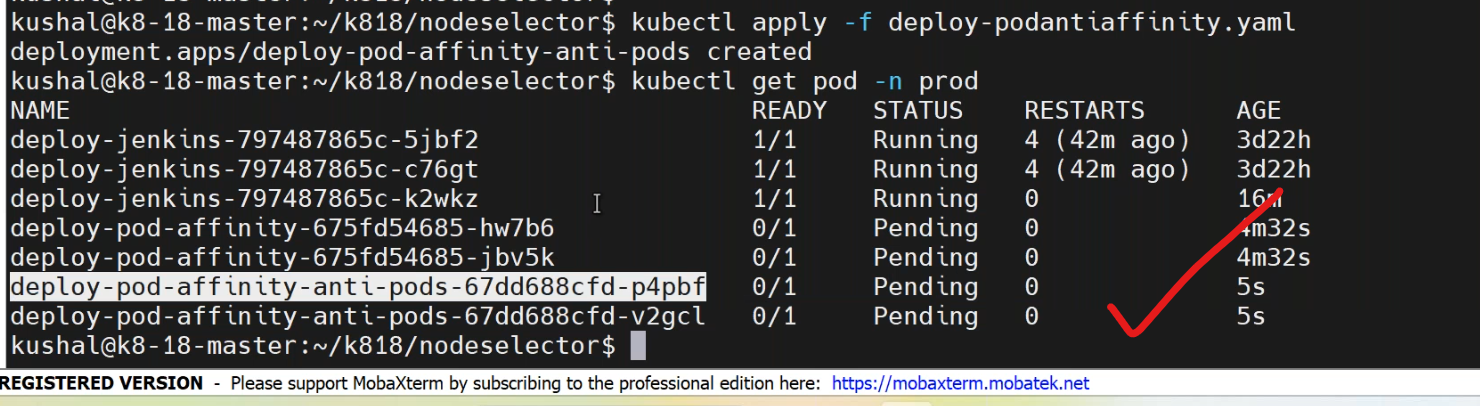 kushal@k8-18-master:~/k818/nodeselector$ kubectl apply -f deploy-podantiaffinity.yaml
deployment.apps/deploy-pod-affinity-anti-pods created
kushal@k8-18-master:~/k818/nodeselector$ kubectl get pod -n prod
NAME READY STATUS RESTARTS AGE
deploy-jenkins-797487865c-5jbf2 1/1 Running 4 (42m ago) 3d22h
deploy-jenkins-797487865c-c76gt 1/1 Running 4 (42m ago) 3d22h
deploy-jenkins-797487865c-k2wkz 1/1 Running 0 16m
deploy-pod-affinity-675fd54685-hw7b6 0/1 Pending 0 4m32s
deploy-pod-affinity-675fd54685-jbv5k 0/1 Pending 0 4m32s
deploy-pod-affinity-anti-pods-67dd688cfd-p4pbf 0/1 Pending 0 5s
deploy-pod-affinity-anti-pods-67dd688cfd-v2gcl 0/1 Pending 0 5s
kushal@k8-18-master:~/k818/nodeselector$
REGISTERED VERSION - Please support MobaXterm by subscribing to the professional edition here: https://mobaxterm.mobatek.net